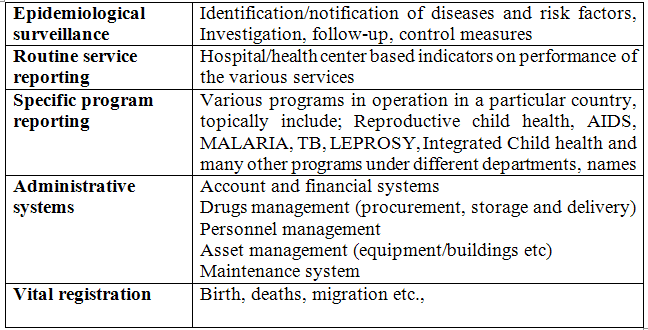 Epidemiological surveillance
Identification/notification of diseases and risk factors,
Investigation, follow-up, control measures
Routine service reporting
Hospital/health center based indicators on performance of
the various services
Specific program reporting
Various programs in operation in a particular country,
topically include; Reproductive child health, AIDS,
MALARIA, TB, LEPROSY, Integrated Child health and
many other programs under different departments, names
Administrative systems
Account and financial systems
Drugs management (procurement, storage and delivery)
Personnel management
Asset management (equipment/buildings etc)
Maintenance system
Vital registration
Birth, deaths, migration etc.,